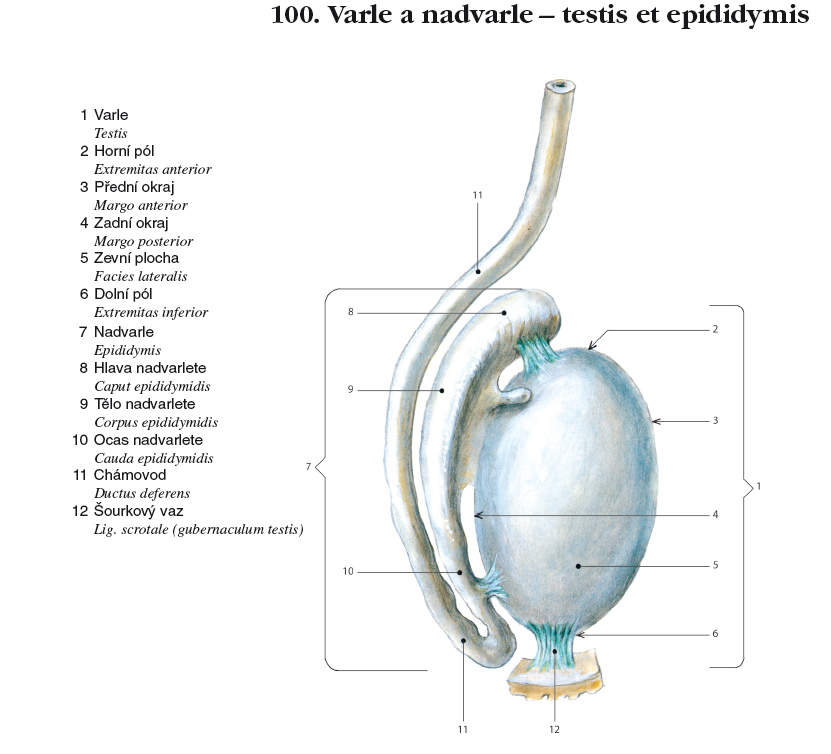 100. Varle a nadvarle – testis et epididymis
1 Varle
Testis
2 Horní pól
Extremitas anterior
3 Přední okraj
Margo anterior
4 Zadní okraj
Margo posterior
5 Zevní plocha
Facies lateralis
6 Dolní pól
Extremitas inferior
7 Nadvarle
Epididymis
8 Hlava nadvarlete
Caput epididymidis
9 Tělo nadvarlete
Corpus epididymidis
10 Ocas nadvarlete
Cauda epididymidis
11 Chámovod
Ductus deferens
12 Šourkový vaz
Lig. scrotale (gubernaculum testis)
11
8
2
9
3
7
1
4
5
10
6
11
12